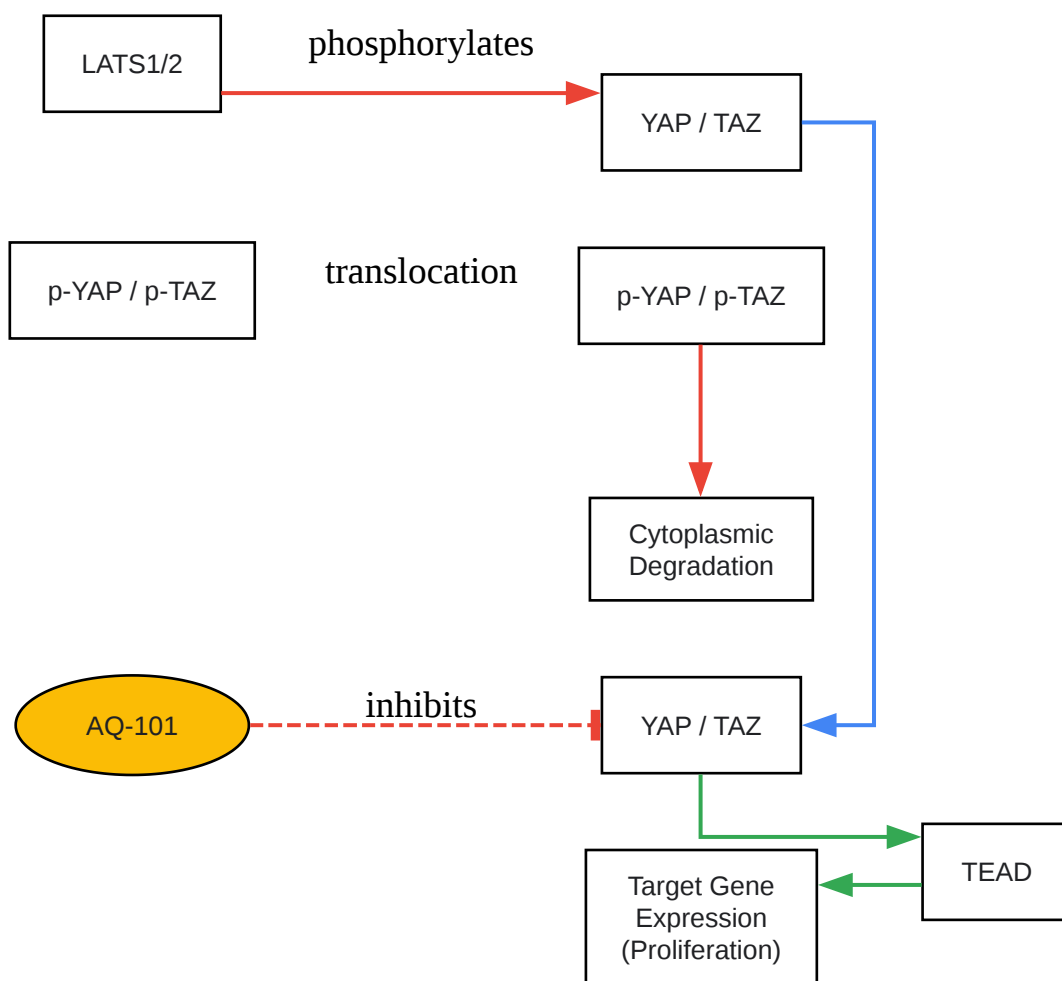 LATS1/2
phosphorylates
YAP / TAZ
p-YAP / p-TAZ
translocation
p-YAP / p-TAZ
Cytoplasmic
Degradation
AQ-101
inhibits
YAP / TAZ
TEAD
Target Gene
Expression
(Proliferation)